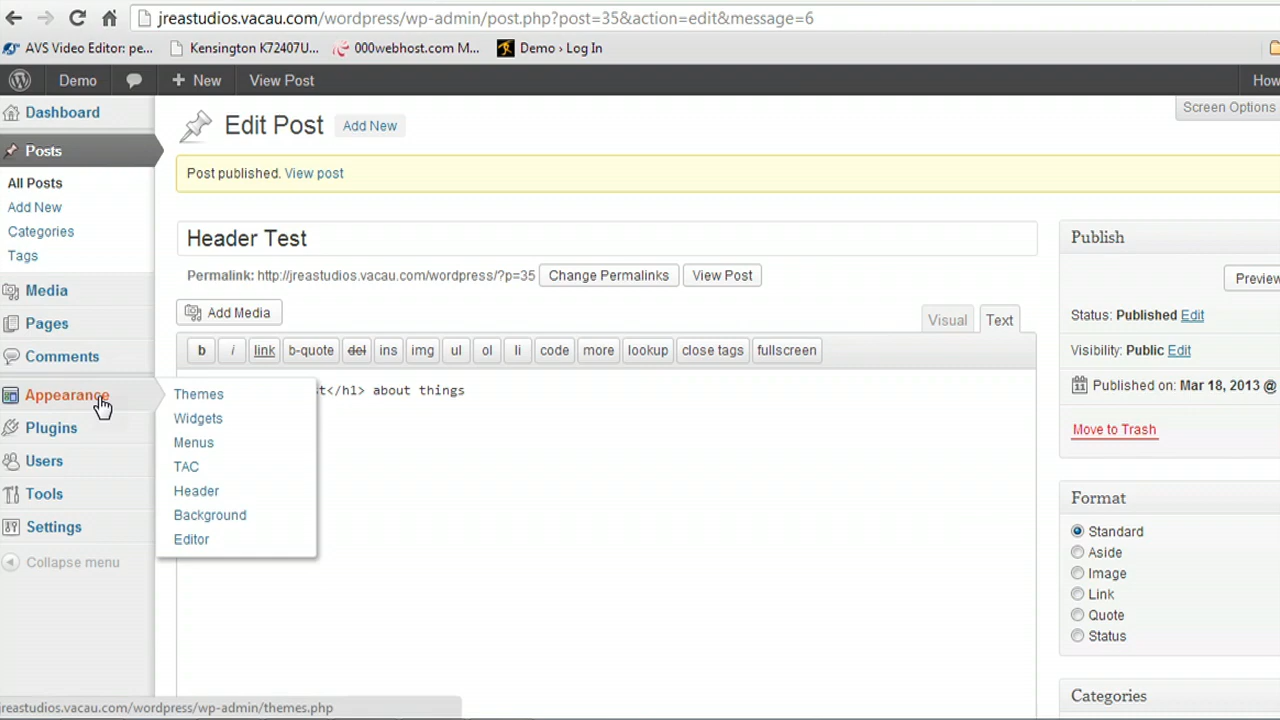 jreastudios.vacau.com/wordpress/wp-admin/post.php?post=35&action=edit&message=6
AVS Video Editor: pe... Kensington K72407U... 000webhost.com M... Demo › Log In
Demo New View Post How
Dashboard
Posts
All Posts
Add New
Categories
Tags
Media
Pages
Comments
Appearance
Plugins
Users
Tools
Settings
Collapse menu
Themes
Widgets
Menus
TAC
Header
Background
Editor
Screen Options
Edit Post Add New
Post published. View post
Header Test
Permalink: http://jreastudios.vacau.com/wordpress/?p=35 Change Permalinks View Post
Add Media
Visual Text
b i link b-quote del ins img ul ol li code more lookup close tags fullscreen
t</h1> about things
Publish
Preview
Status: Published Edit
Visibility: Public Edit
Published on: Mar 18, 2013 @
Move to Trash
Format
Standard
Aside
Image
Link
Quote
Status
Categories
jreastudios.vacau.com/wordpress/wp-admin/themes.php